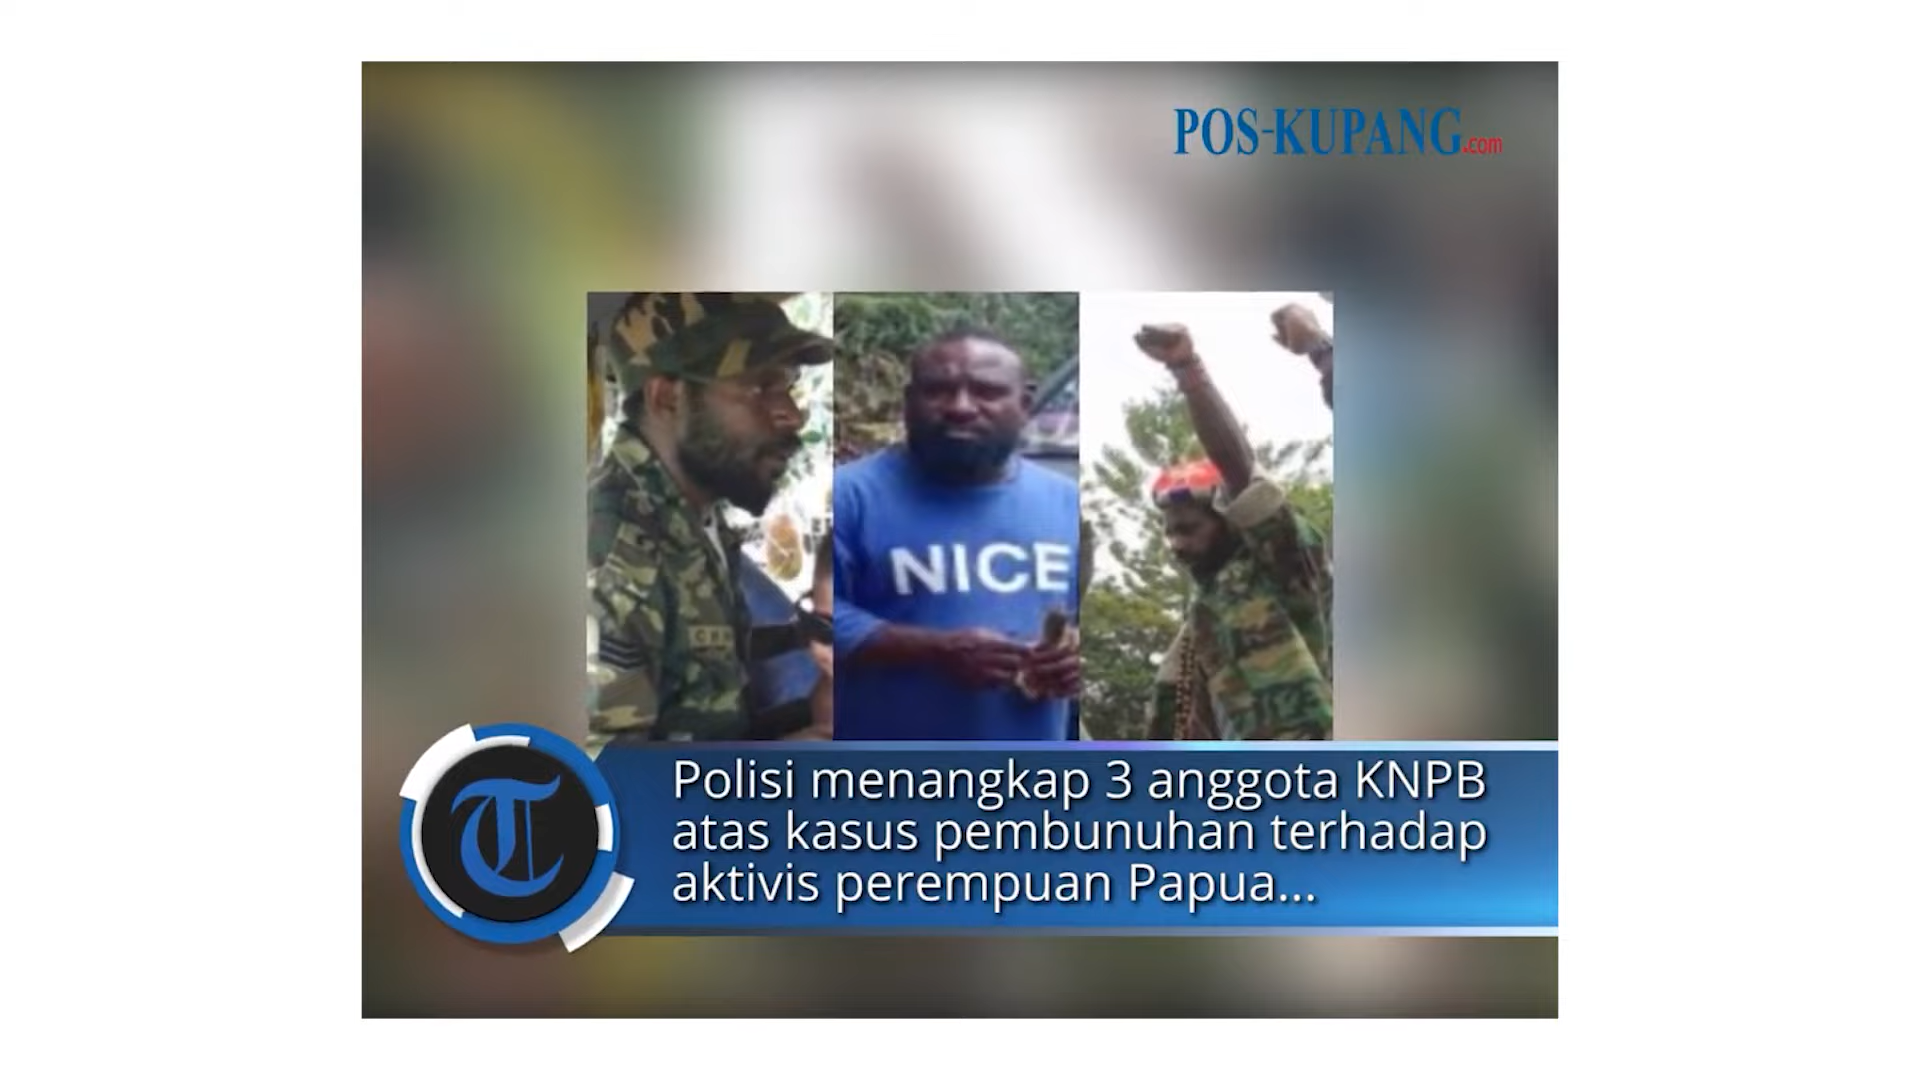 POS-KUPANG.com
NICE
Polisi menangkap 3 anggota KNPB
atas kasus pembunuhan terhadap
aktivis perempuan Papua...
T